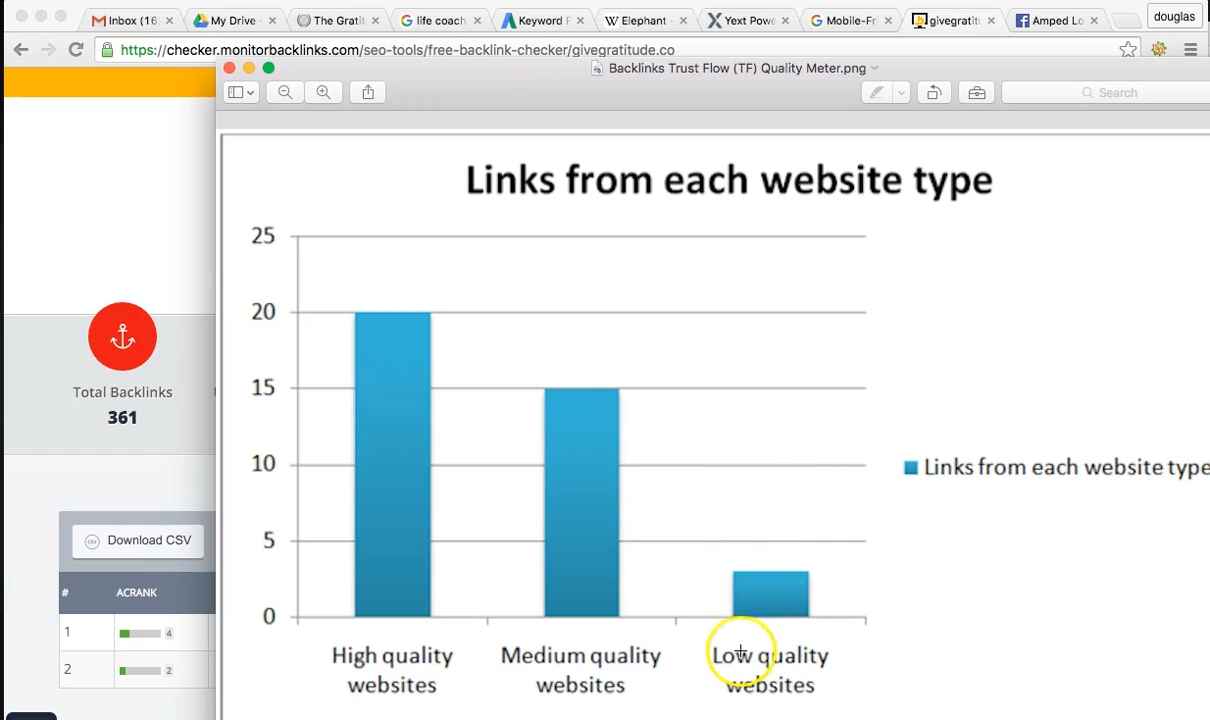 Inbox (16
My Drive -
The Gratit
life coach
Keyword P
Elephant -
Yext Powe
Mobile-Fr
givegratitu
Amped Lo
douglas
https://checker.monitorbacklinks.com/seo-tools/free-backlink-checker/givegratitude.co
Backlinks Trust Flow (TF) Quality Meter.png
Search
Links from each website type
25
20
15
10
5
0
High quality
websites
Medium quality
websites
Low quality
websites
Links from each website type
Total Backlinks
361
Download CSV
# ACRANK
1 4
2 2